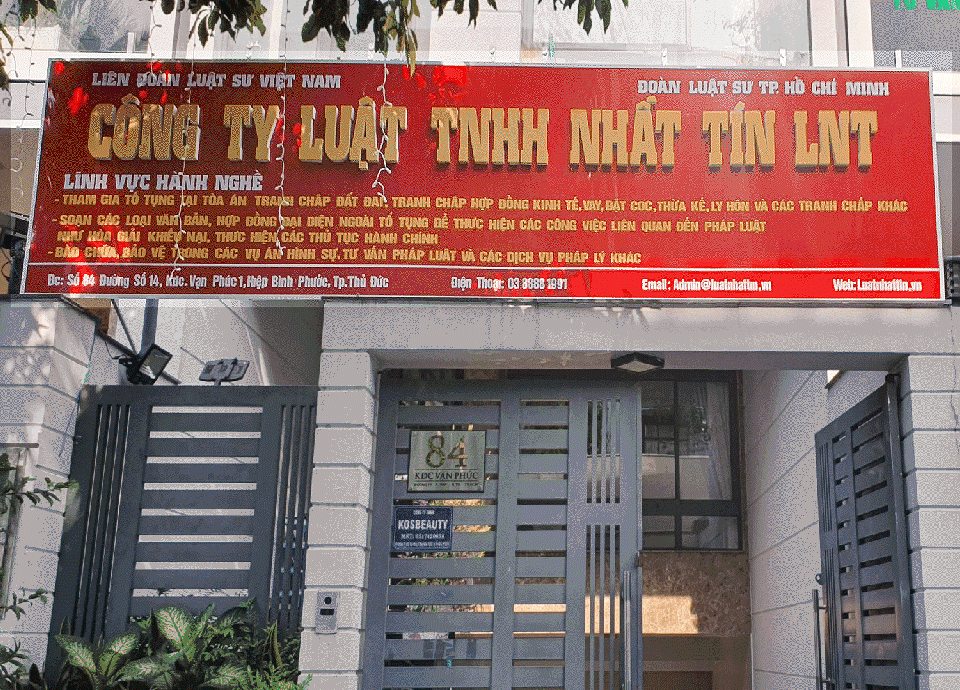 LIÊN ĐOÀN LUẬT SƯ VIỆT NAM
ĐOÀN LUẬT SƯ TP. HỒ CHÍ MINH
CÔNG TY LUẬT TNHH NHẤT TÍN LNT
LĨNH VỰC HÀNH NGHỀ
- THAM GIA TỐ TỤNG TẠI TÒA ÁN TRANH CHẤP ĐẤT ĐAI, TRANH CHẤP HỢP ĐỒNG KINH TẾ, VAY, ĐẶT CỌC, THỪA KẾ, LY HÔN VÀ CÁC TRANH CHẤP KHÁC
- SOẠN CÁC LOẠI VĂN BẢN, HỢP ĐỒNG ĐẠI DIỆN NGOÀI TỐ TỤNG ĐỂ THỰC HIỆN CÁC CÔNG VIỆC LIÊN QUAN ĐẾN PHÁP LUẬT
NHƯ HÒA GIẢI KHIẾU NẠI, THỰC HIỆN CÁC THỦ TỤC HÀNH CHÍNH
- BÀO CHỮA, BẢO VỆ TRONG CÁC VỤ ÁN HÌNH SỰ, TƯ VẤN PHÁP LUẬT VÀ CÁC DỊCH VỤ PHÁP LÝ KHÁC
Đc: Số 84 Đường Số 14, Kdc. Vạn Phúc 1, Hiệp Bình Phước, Tp. Thủ Đức
Điện Thoại: 03 8888 1991
Email: Admin@luatnhattin.vn
Web: Luatnhattin.vn
84
KDC VẠN PHÚC
KOSBEAUTY